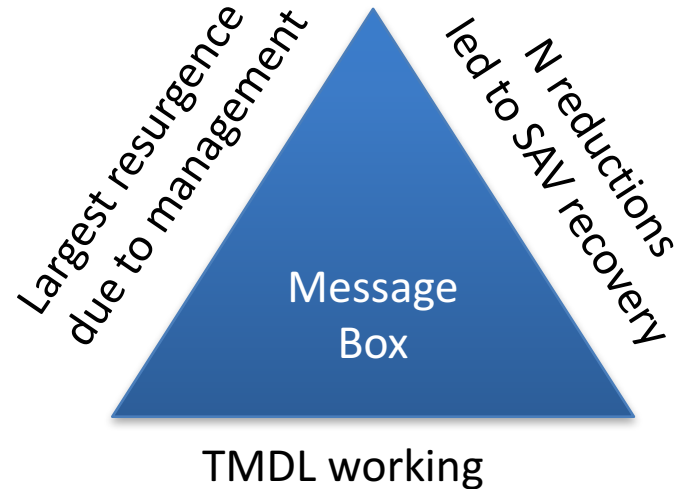 Largest resurgence
due to management
N reductions
led to SAV recovery
Message
Box
TMDL working